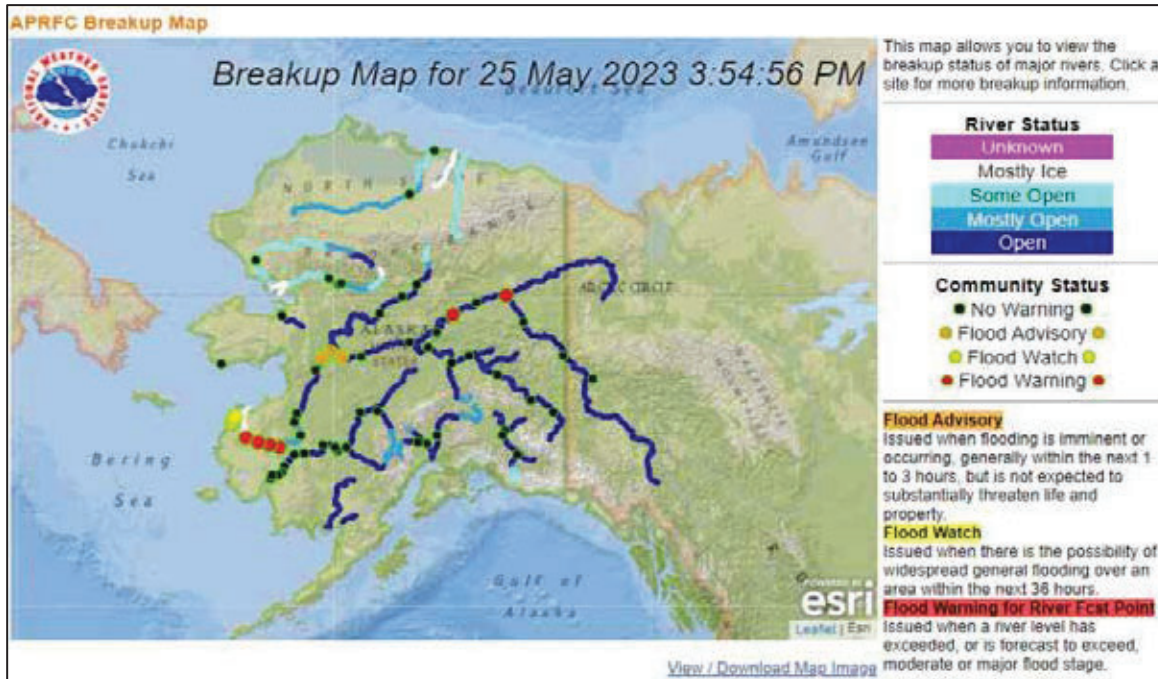 APRFC Breakup Map
Breakup Map for 25 May 2023 3:54:56 PM
NATIONAL WEATHER SERVICE
Beaufort Sea
Chukchi
Sea
Amundsen
Gulf
NORTH
ARCTIC CIRCLE
ALASKA
STATES
Bering
Sea
Gulf of
Alaska
POWERED BY
esri
Leaflet | Esri
View / Download Map Image
This map allows you to view the
breakup status of major rivers. Click a
site for more breakup information.
River Status
Unknown
Mostly Ice
Some Open
Mostly Open
Open
Community Status
No Warning
Flood Advisory
Flood Watch
Flood Warning
Flood Advisory
Issued when flooding is imminent or
occurring, generally within the next 1
to 3 hours, but is not expected to
substantially threaten life and
property.
Flood Watch
Issued when there is the possibility of
widespread general flooding over an
area within the next 36 hours.
Flood Warning for River Fcst Point
Issued when a river level has
exceeded, or is forecast to exceed,
moderate or major flood stage.